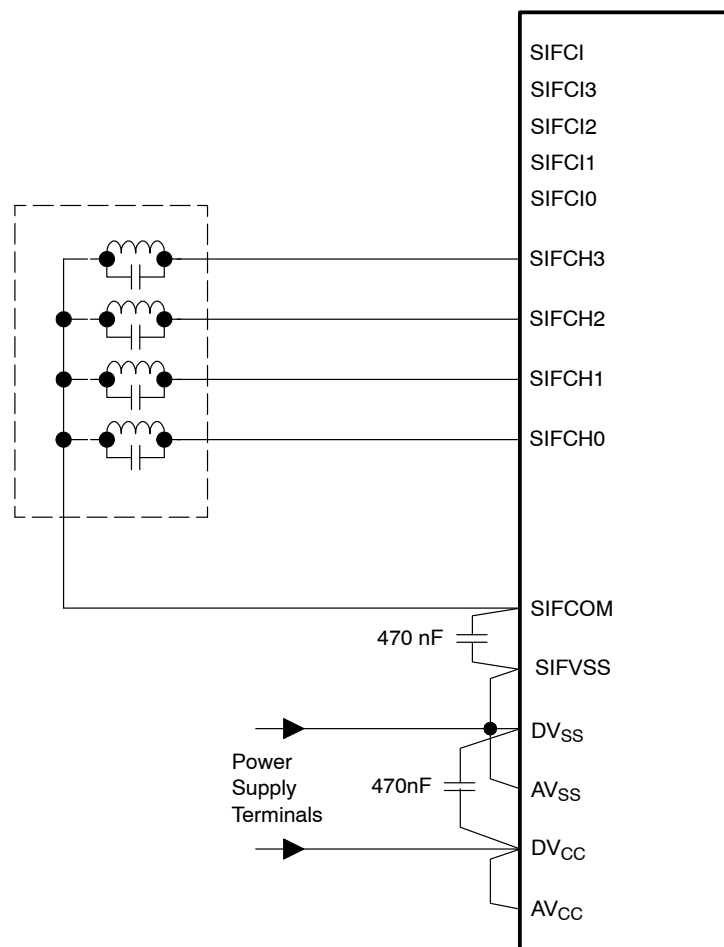 SIFCI
SIFCI3
SIFCI2
SIFCI1
SIFCI0
SIFCH3
SIFCH2
SIFCH1
SIFCH0
SIFCOM
470 nF
SIFVSS
DVSS
Power
Supply
Terminals
470nF
AVSS
DVCC
AVCC